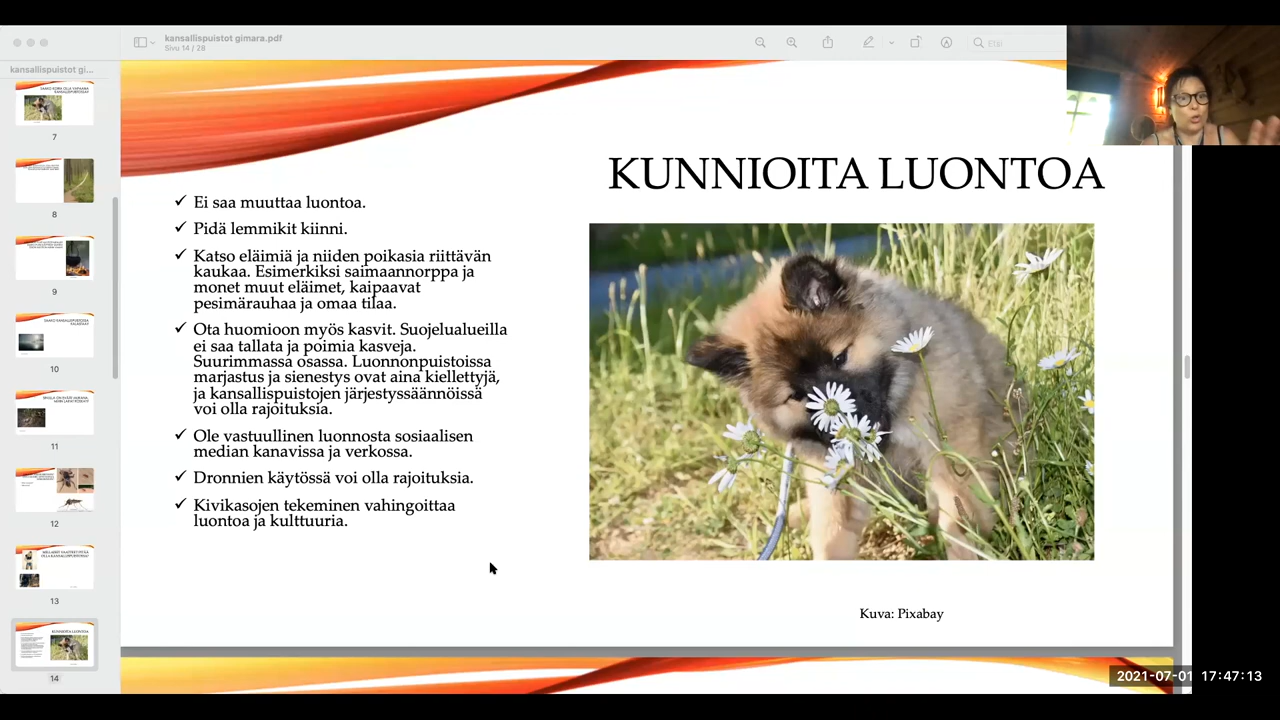 kansallispuistot gimara.pdf
Sivu 14 / 28
Etsi
kansallispuistot gi...
7
8
9
10
11
12
13
14
KUNNIOITA LUONTOA
✓ Ei saa muuttaa luontoa.
✓ Pidä lemmikit kiinni.
✓ Katso eläimiä ja niiden poikasia riittävän
kaukaa. Esimerkiksi saimaannorppa ja
monet muut eläimet, kaipaavat
pesimärauhaa ja omaa tilaa.
✓ Ota huomioon myös kasvit. Suojelualueilla
ei saa tallata ja poimia kasveja.
Suurimmassa osassa. Luonnonpuistoissa
marjastus ja sienestys ovat aina kiellettyjä,
ja kansallispuistojen järjestyssäännöissä
voi olla rajoituksia.
✓ Ole vastuullinen luonnosta sosiaalisen
median kanavissa ja verkossa.
✓ Dronnien käytössä voi olla rajoituksia.
✓ Kivikasojen tekeminen vahingoittaa
luontoa ja kulttuuria.
Kuva: Pixabay
2021-07-01 17:47:13